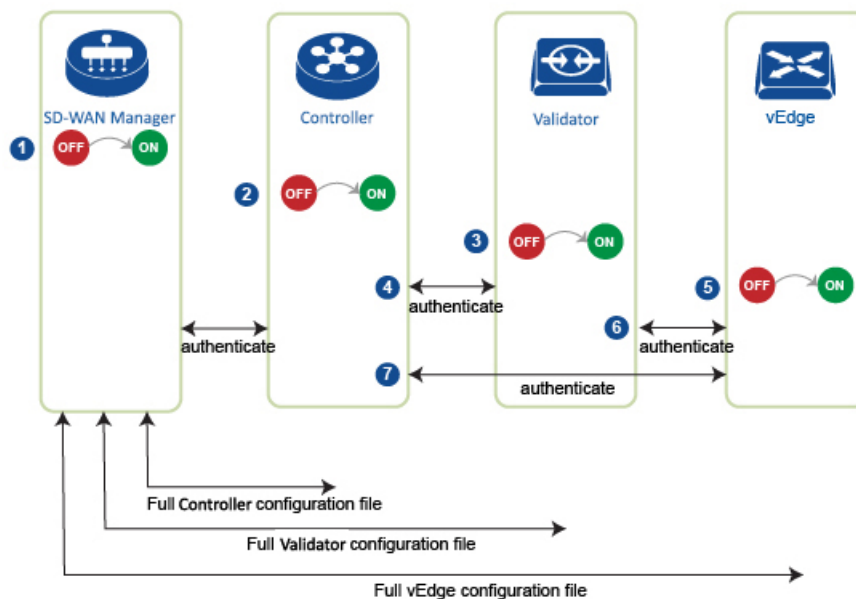 SD-WAN Manager
Controller
Validator
vEdge
1 OFF ON
2 OFF ON
3 OFF ON
4 authenticate
5 OFF ON
authenticate
6 authenticate
7 authenticate
Full Controller configuration file
Full Validator configuration file
Full vEdge configuration file